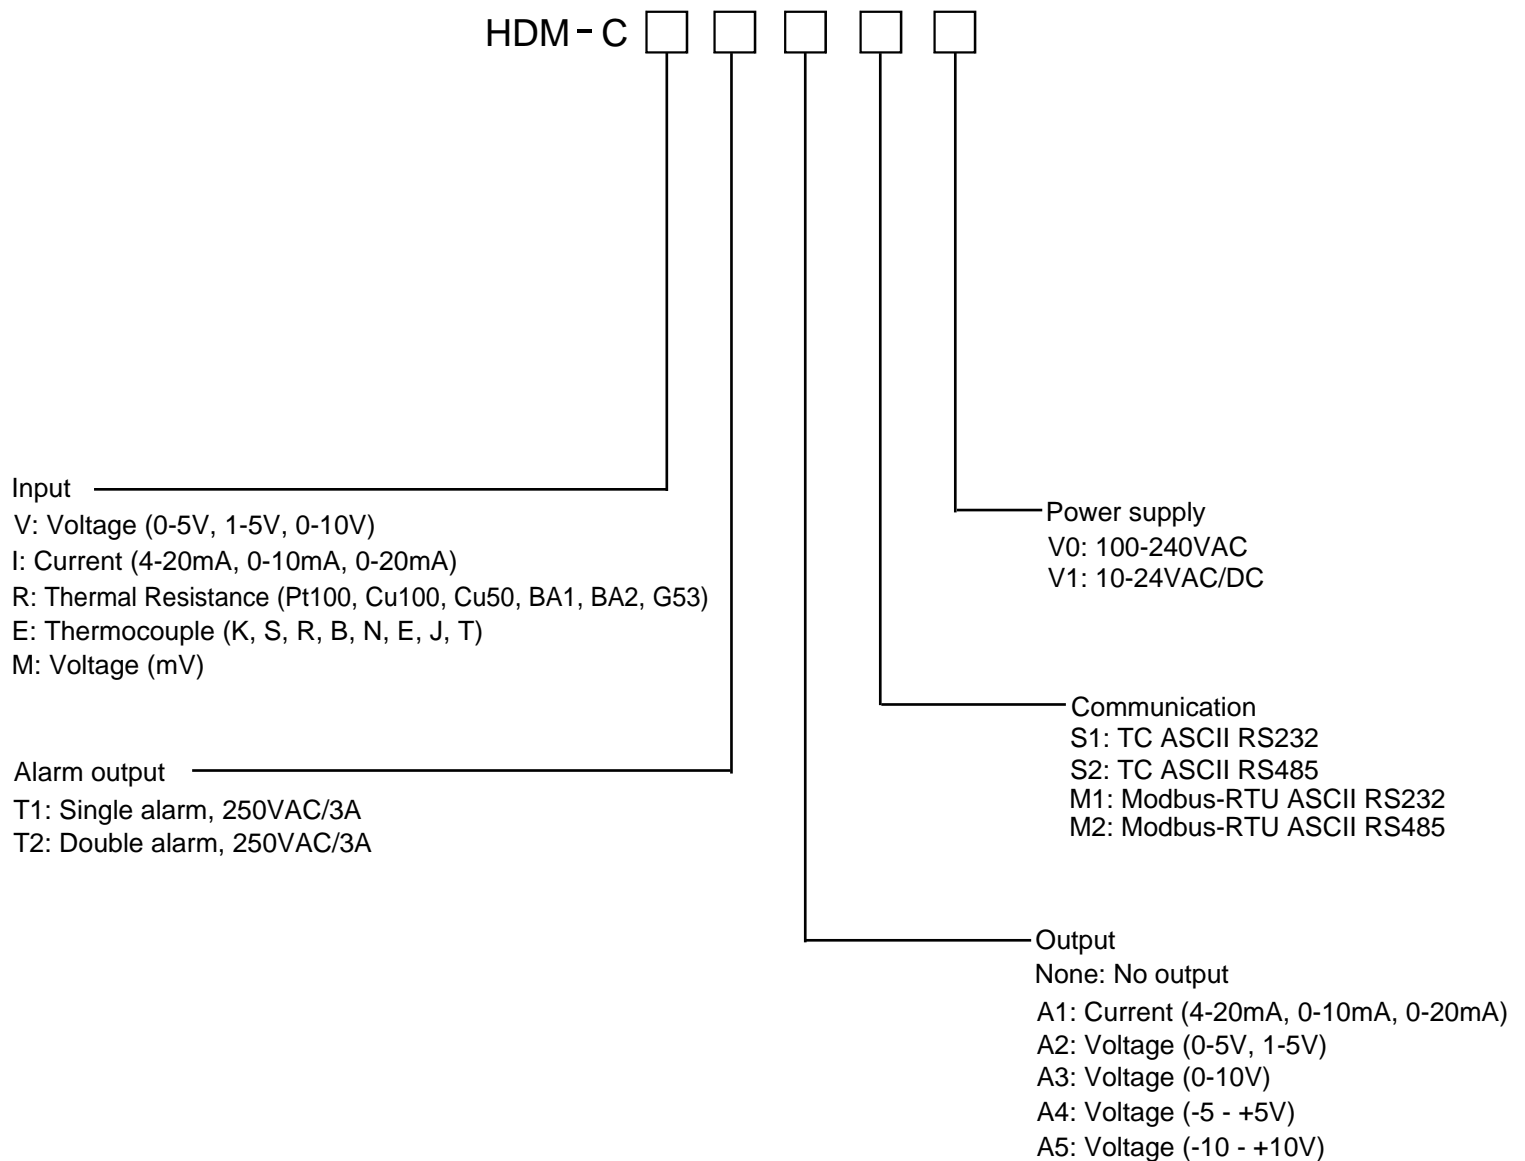 HDM-C
Input
V: Voltage (0-5V, 1-5V, 0-10V)
I: Current (4-20mA, 0-10mA, 0-20mA)
R: Thermal Resistance (Pt100, Cu100, Cu50, BA1, BA2, G53)
E: Thermocouple (K, S, R, B, N, E, J, T)
M: Voltage (mV)
Alarm output
T1: Single alarm, 250VAC/3A
T2: Double alarm, 250VAC/3A
Power supply
V0: 100-240VAC
V1: 10-24VAC/DC
Communication
S1: TC ASCII RS232
S2: TC ASCII RS485
M1: Modbus-RTU ASCII RS232
M2: Modbus-RTU ASCII RS485
Output
None: No output
A1: Current (4-20mA, 0-10mA, 0-20mA)
A2: Voltage (0-5V, 1-5V)
A3: Voltage (0-10V)
A4: Voltage (-5 - +5V)
A5: Voltage (-10 - +10V)